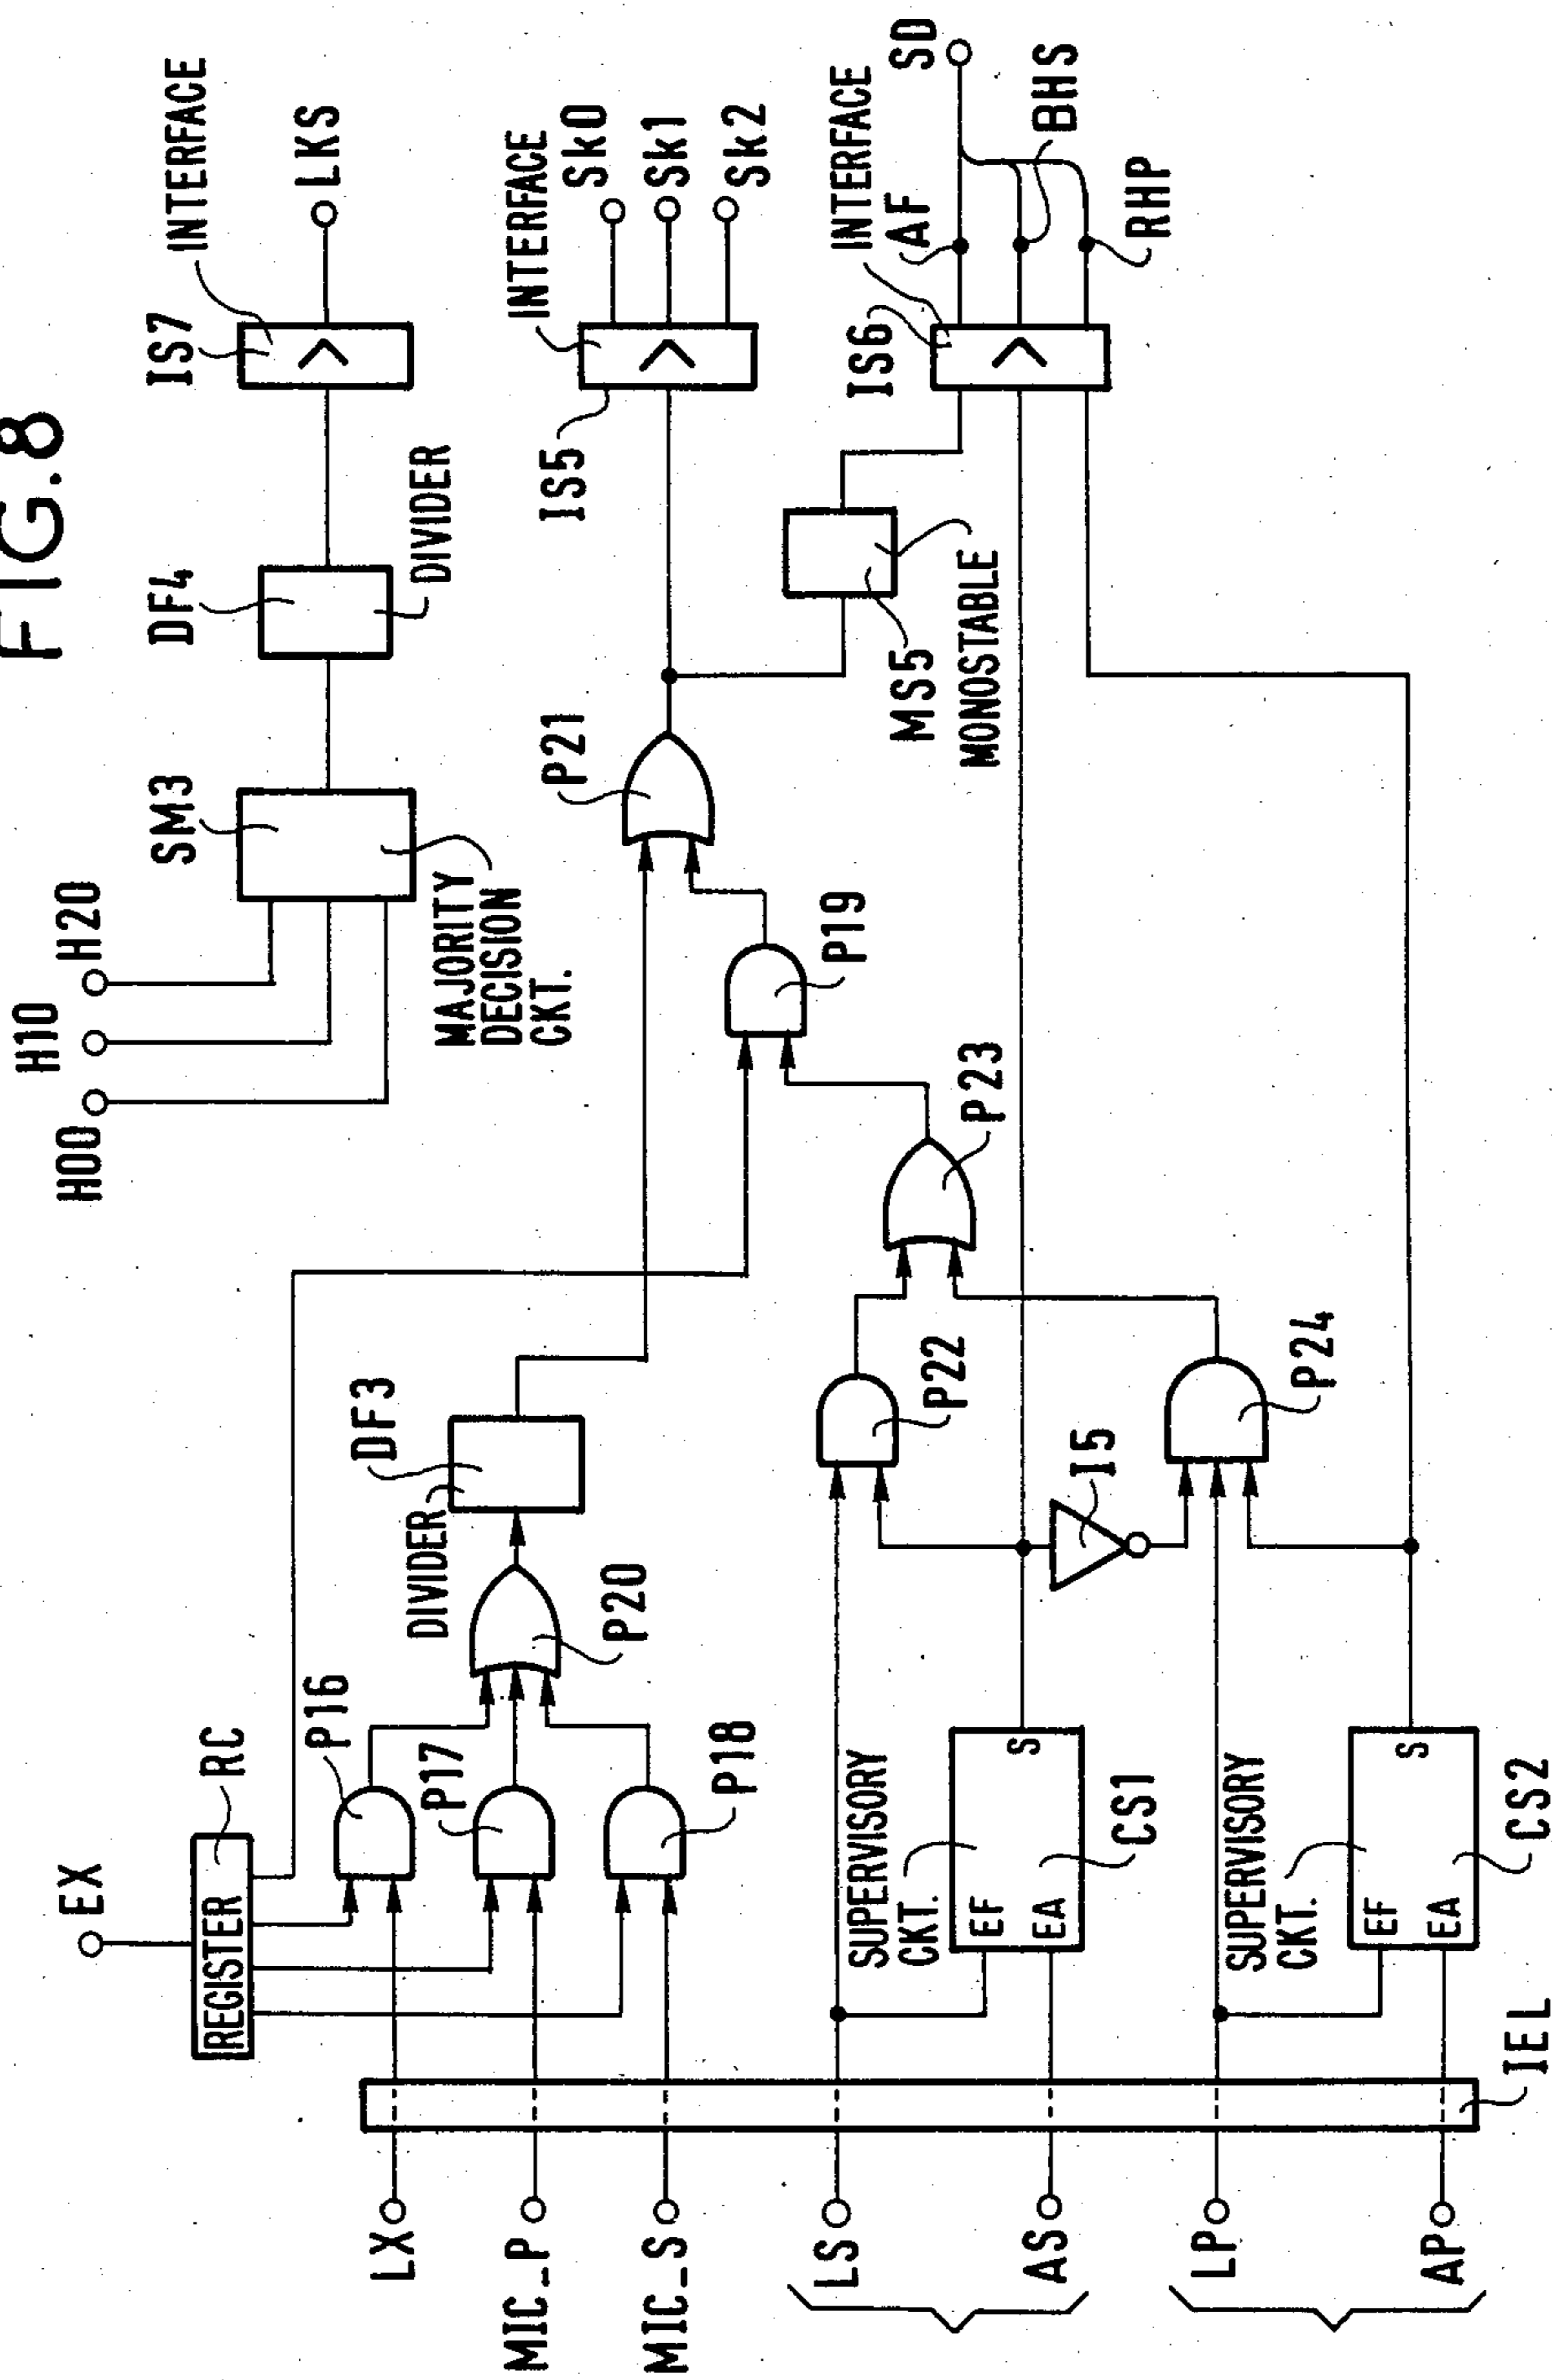 FIG.8
EX
REGISTER
RC
LX
MIC_P
MIC_S
P16
P17
P18
P20
DIVIDER
DF3
H00
H10
H20
SM3
MAJORITY
DECISION
CKT.
DF4
DIVIDER
IS7
INTERFACE
LKS
P21
P19
IS5
INTERFACE
Sk0
Sk1
Sk2
MS5
MONOSTABLE
IS6
INTERFACE
AF
SD
BHS
RHP
P23
P22
I5
P24
LS
AS
LP
AP
SUPERVISORY
CKT.
EF
EA
S
CS1
SUPERVISORY
CKT.
EF
EA
S
CS2
IEL